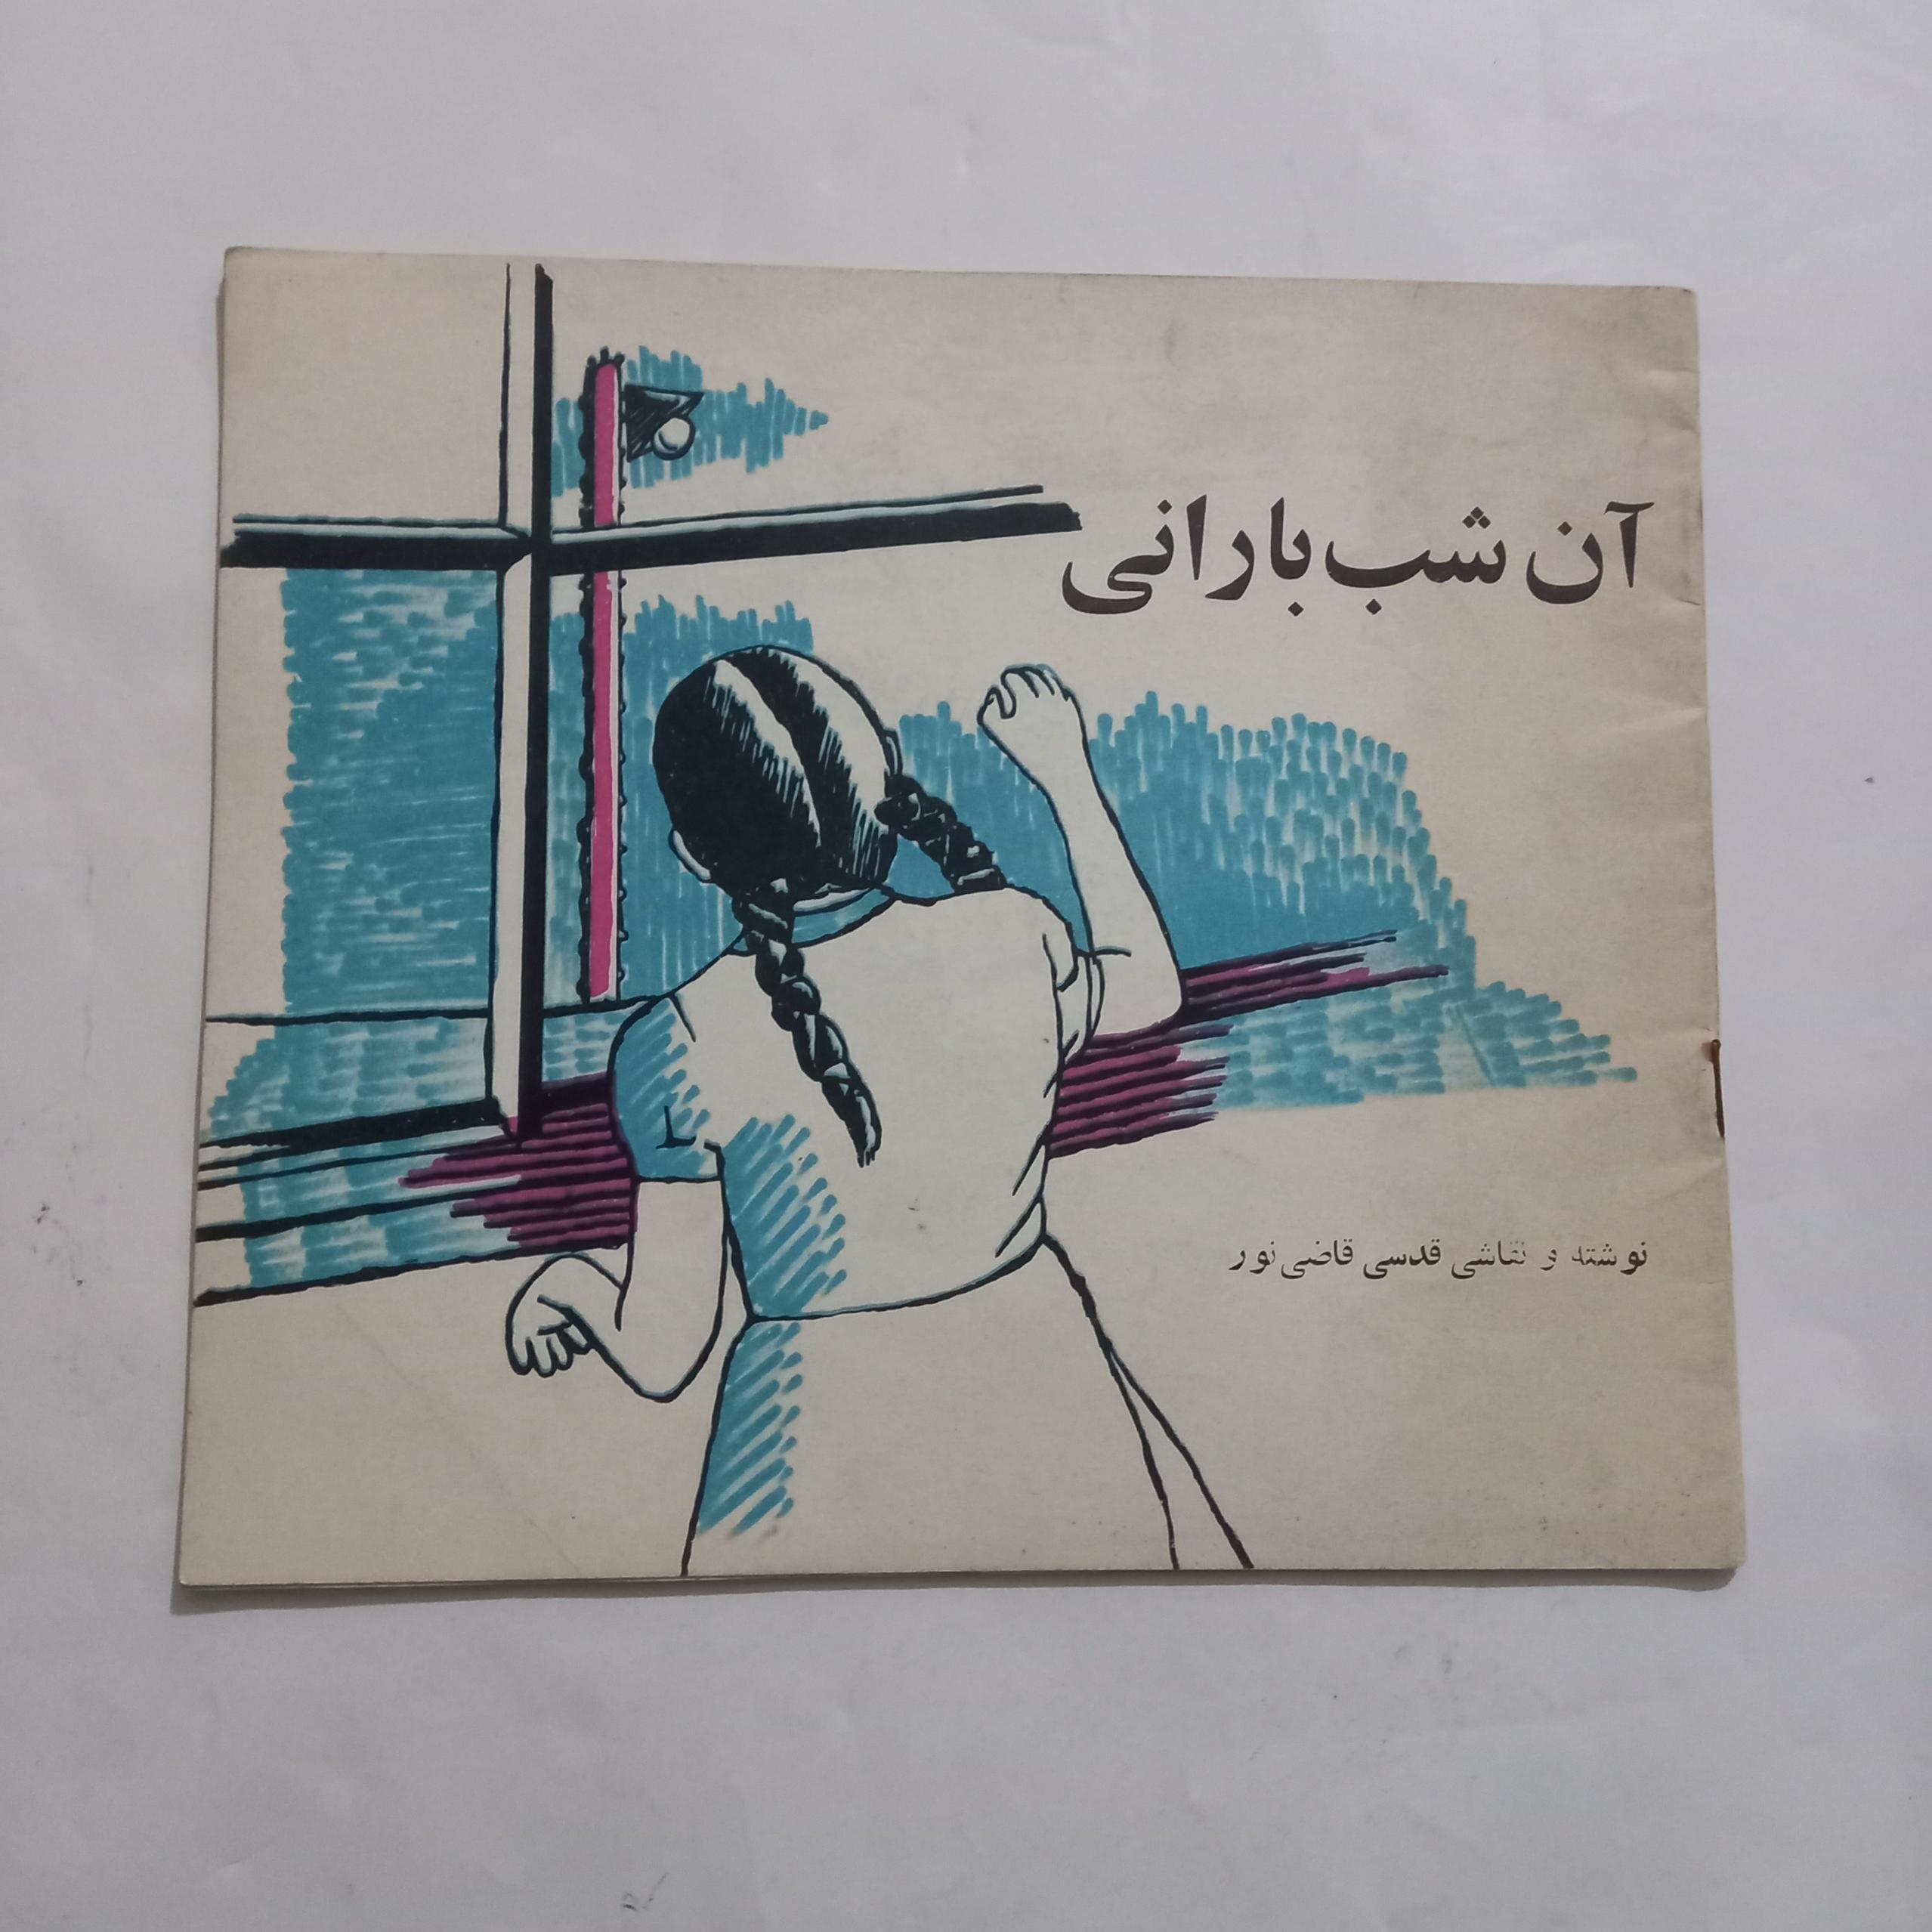 آن شب بارانی
نوشته و نقاشی قدسی قاضی نور